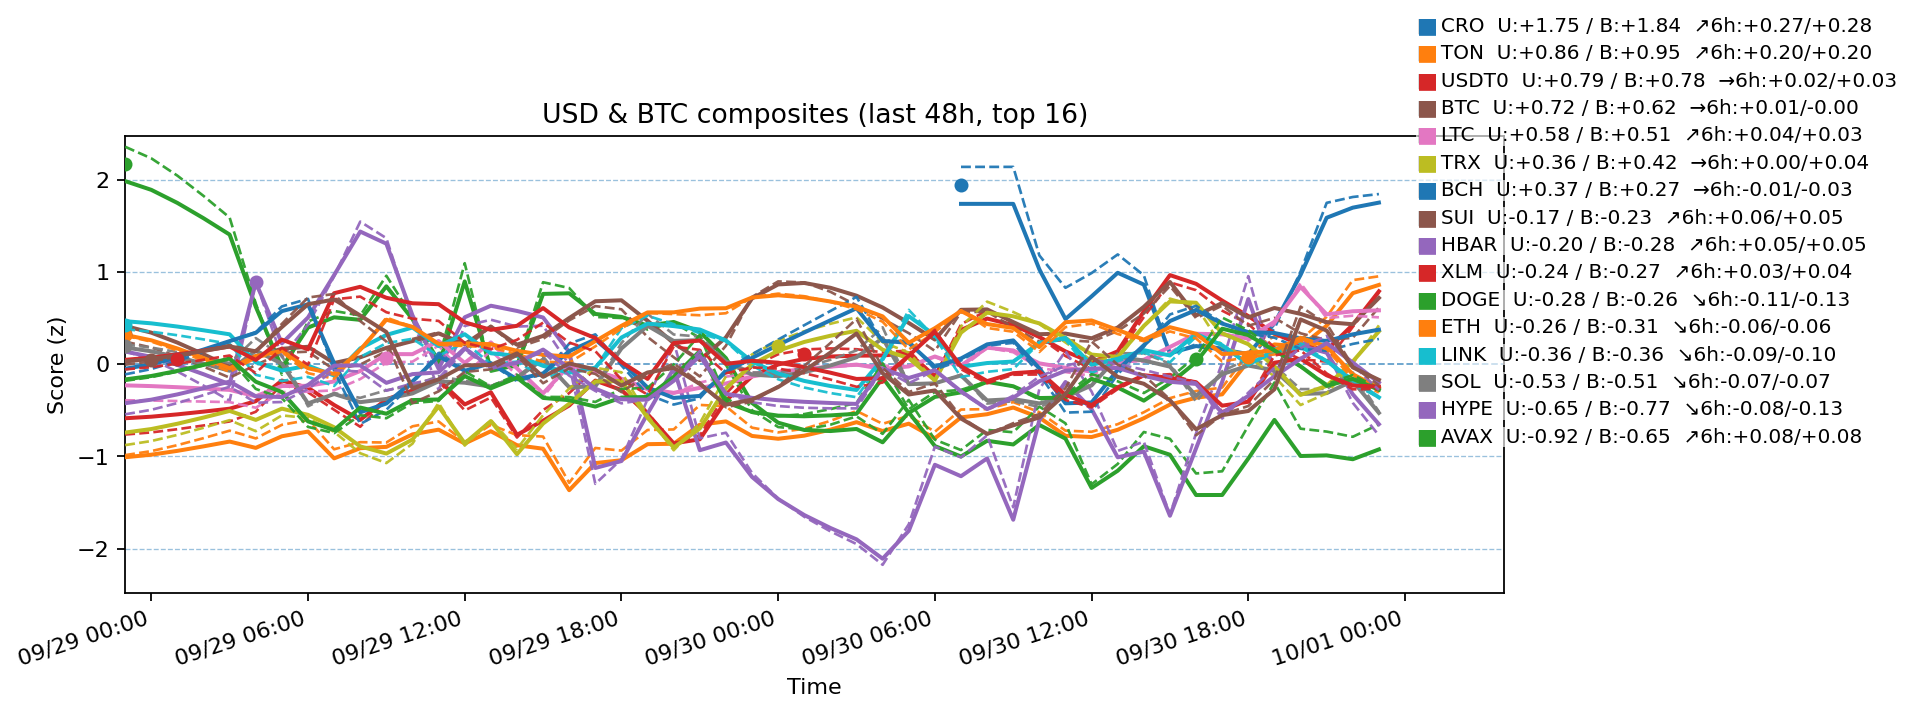 CRO U:+1.75 / B:+1.84 ↗6h:+0.27/+0.28
TON U:+0.86 / B:+0.95 ↗6h:+0.20/+0.20
USDT0 U:+0.79 / B:+0.78 →6h:+0.02/+0.03
BTC U:+0.72 / B:+0.62 →6h:+0.01/-0.00
LTC U:+0.58 / B:+0.51 ↗6h:+0.04/+0.03
TRX U:+0.36 / B:+0.42 →6h:+0.00/+0.04
BCH U:+0.37 / B:+0.27 →6h:-0.01/-0.03
SUI U:-0.17 / B:-0.23 ↗6h:+0.06/+0.05
HBAR U:-0.20 / B:-0.28 ↗6h:+0.05/+0.05
XLM U:-0.24 / B:-0.27 ↗6h:+0.03/+0.04
DOGE U:-0.28 / B:-0.26 ↘6h:-0.11/-0.13
ETH U:-0.26 / B:-0.31 ↘6h:-0.06/-0.06
LINK U:-0.36 / B:-0.36 ↘6h:-0.09/-0.10
SOL U:-0.53 / B:-0.51 ↘6h:-0.07/-0.07
HYPE U:-0.65 / B:-0.77 ↘6h:-0.08/-0.13
AVAX U:-0.92 / B:-0.65 ↗6h:+0.08/+0.08
USD & BTC composites (last 48h, top 16)
Score (z)
2
1
0
−1
−2
09/29 00:00
09/29 06:00
09/29 12:00
09/29 18:00
09/30 00:00
09/30 06:00
09/30 12:00
09/30 18:00
10/01 00:00
Time